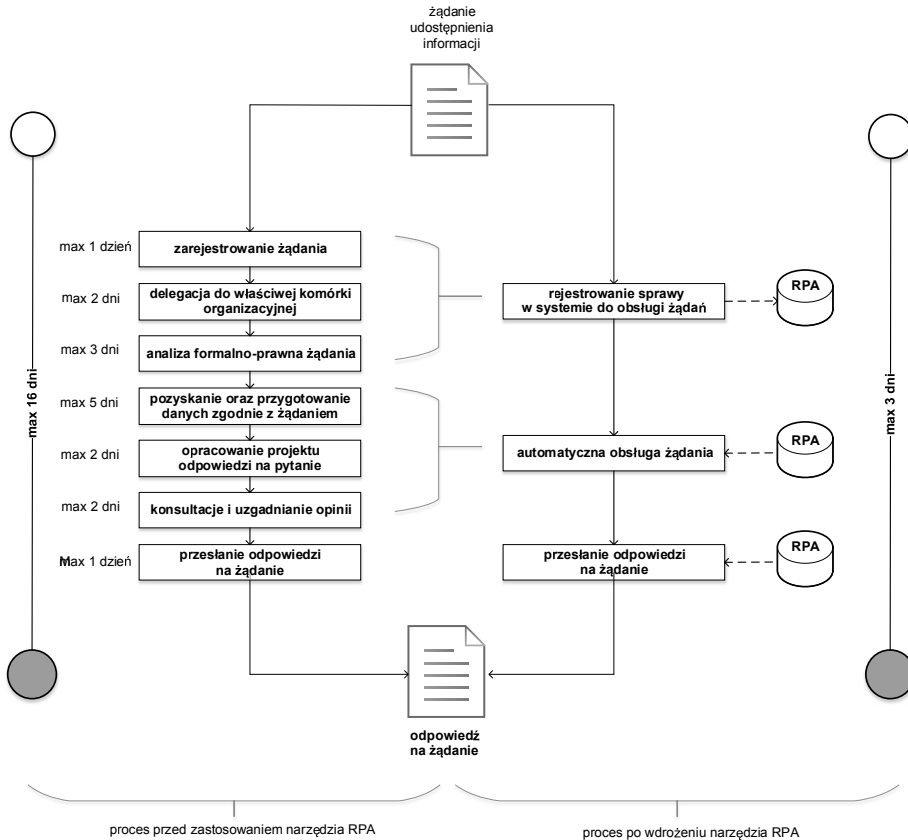 żądanie
udostępnienia
informacji
max 1 dzień
zarejestrowanie żądania
max 2 dni
delegacja do właściwej komórki
organizacyjnej
max 3 dni
analiza formalno-prawna żądania
max 5 dni
pozyskanie oraz przygotowanie
danych zgodnie z żądaniem
max 2 dni
opracowanie projektu
odpowiedzi na pytanie
max 2 dni
konsultacje i uzgadnianie opinii
Max 1 dzień
przesłanie odpowiedzi
na żądanie
max 16 dni
rejestrowanie sprawy
w systemie do obsługi żądań
RPA
automatyczna obsługa żądania
RPA
przesłanie odpowiedzi
na żądanie
RPA
max 3 dni
odpowiedź
na żądanie
proces przed zastosowaniem narzędzia RPA
proces po wdrożeniu narzędzia RPA